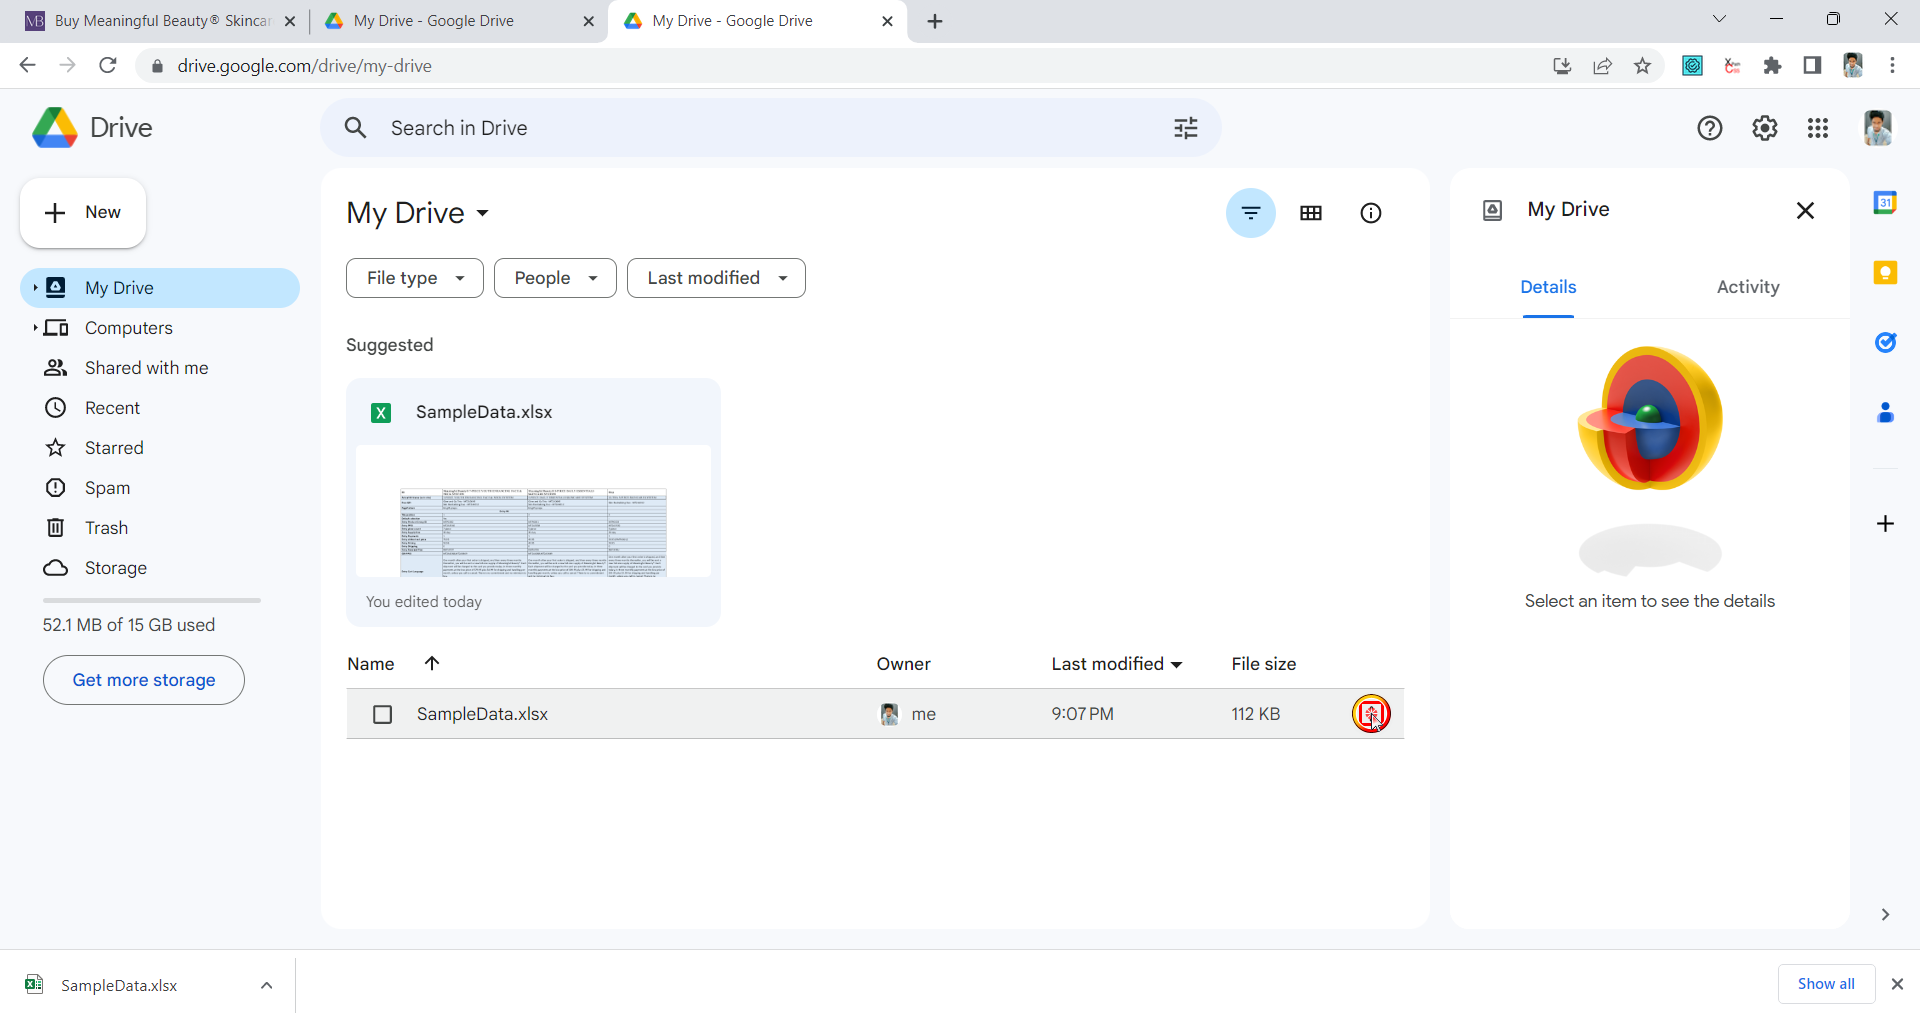 Buy Meaningful Beauty® Skincar
My Drive - Google Drive
My Drive - Google Drive
drive.google.com/drive/my-drive
Drive
Search in Drive
New
My Drive
Computers
Shared with me
Recent
Starred
Spam
Trash
Storage
52.1 MB of 15 GB used
Get more storage
My Drive
File type
People
Last modified
Suggested
SampleData.xlsx
You edited today
Name
Owner
Last modified
File size
SampleData.xlsx
me
9:07 PM
112 KB
My Drive
Details
Activity
Select an item to see the details
31
SampleData.xlsx
Show all